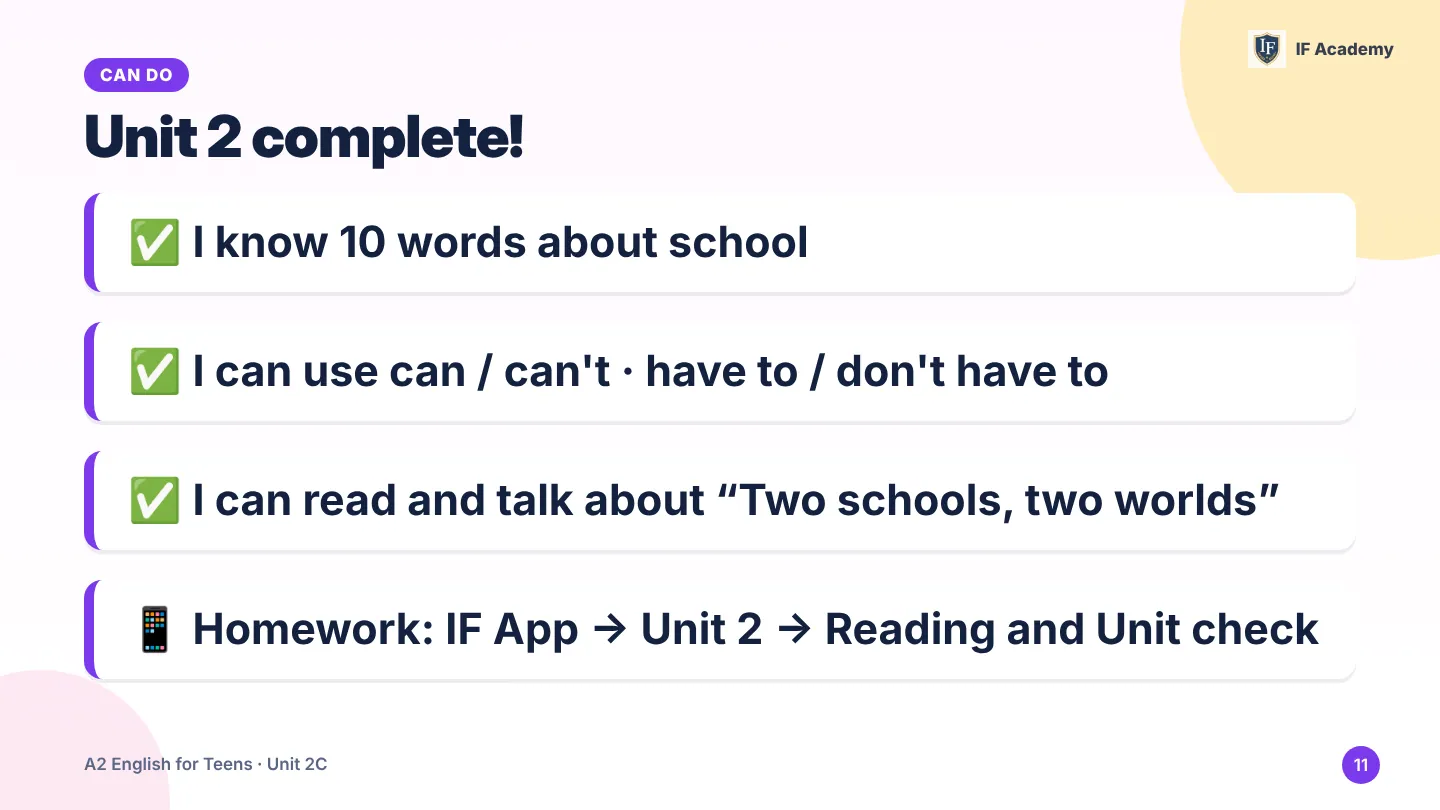 IF Academy
CAN DO
Unit 2 complete!
✅ I know 10 words about school
✅ I can use can / can't · have to / don't have to
✅ I can read and talk about “Two schools, two worlds”
📱 Homework: IF App → Unit 2 → Reading and Unit check
A2 English for Teens · Unit 2C
11